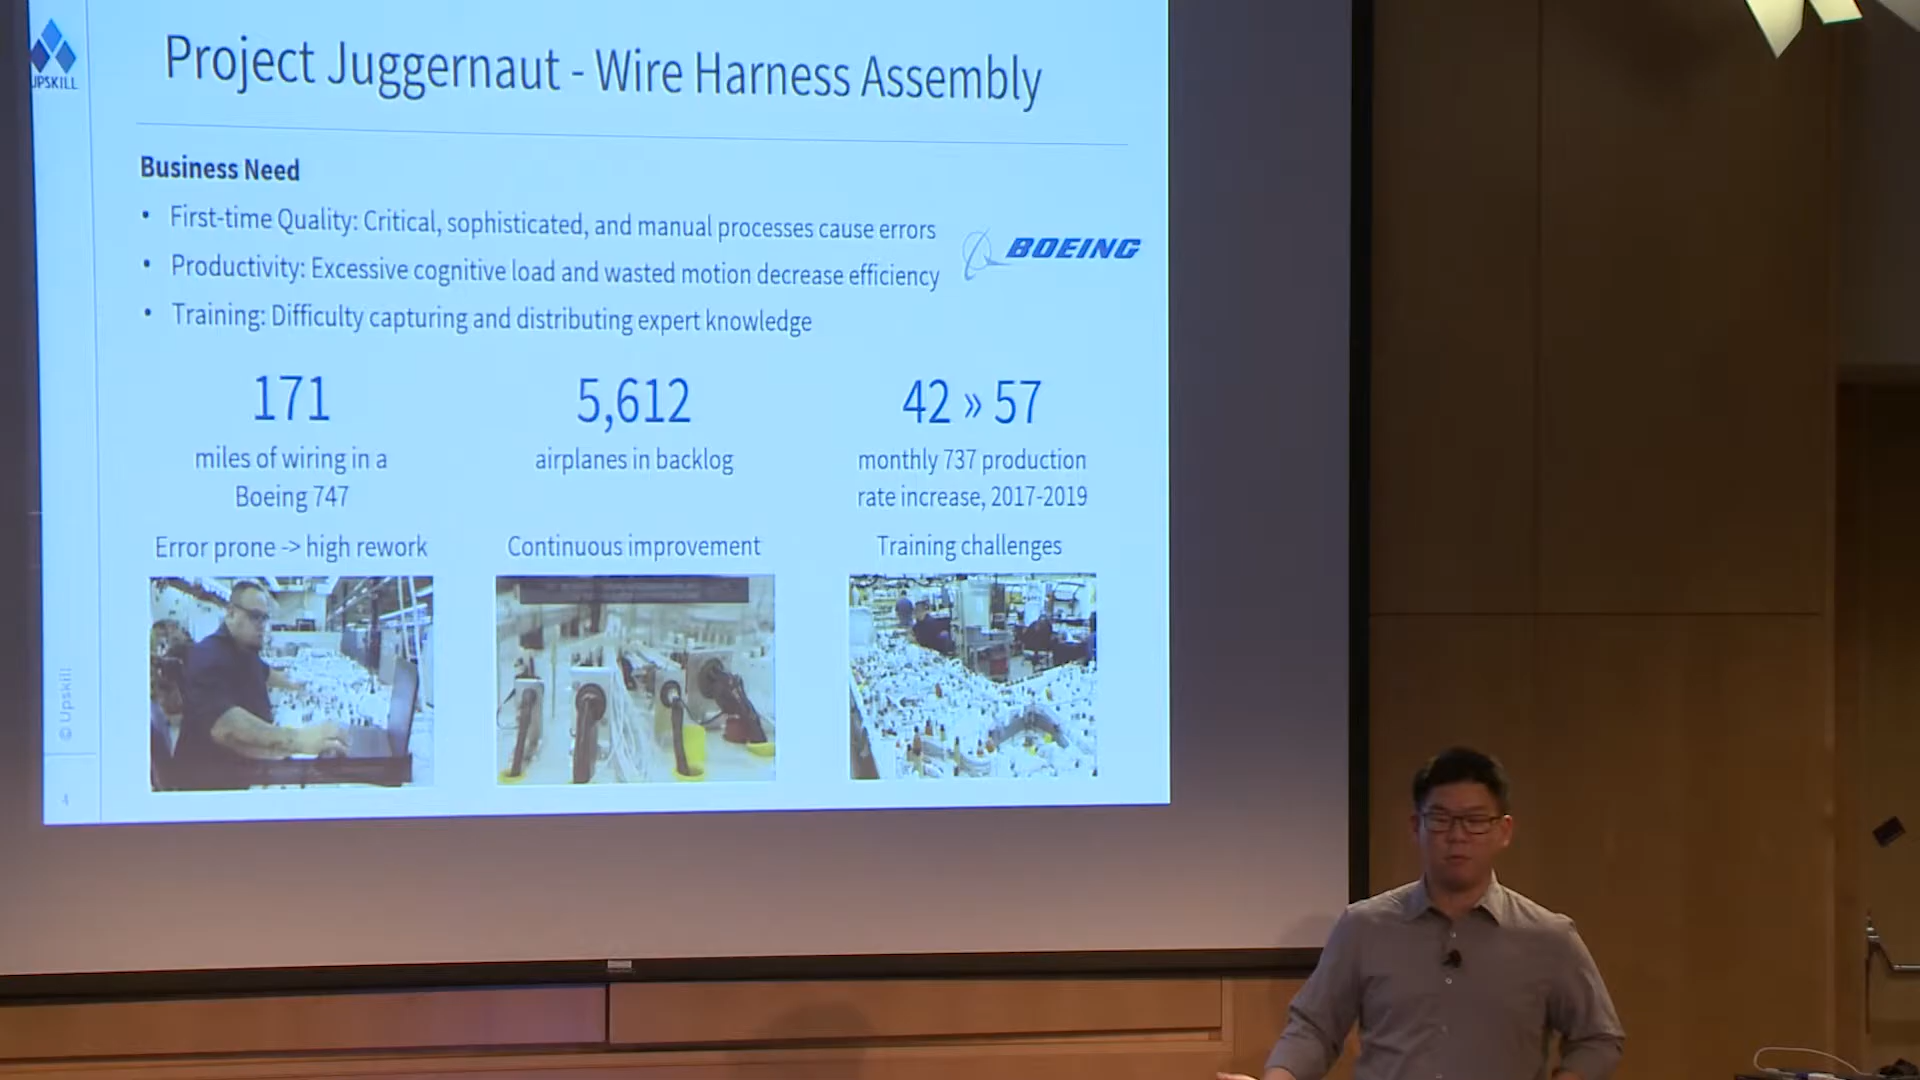 UPSKILL
Project Juggernaut - Wire Harness Assembly
Business Need
• First-time Quality: Critical, sophisticated, and manual processes cause errors
• Productivity: Excessive cognitive load and wasted motion decrease efficiency
• Training: Difficulty capturing and distributing expert knowledge
BOEING
171
miles of wiring in a
Boeing 747
5,612
airplanes in backlog
42 » 57
monthly 737 production
rate increase, 2017-2019
Error prone -> high rework
Continuous improvement
Training challenges
© Upskill
4